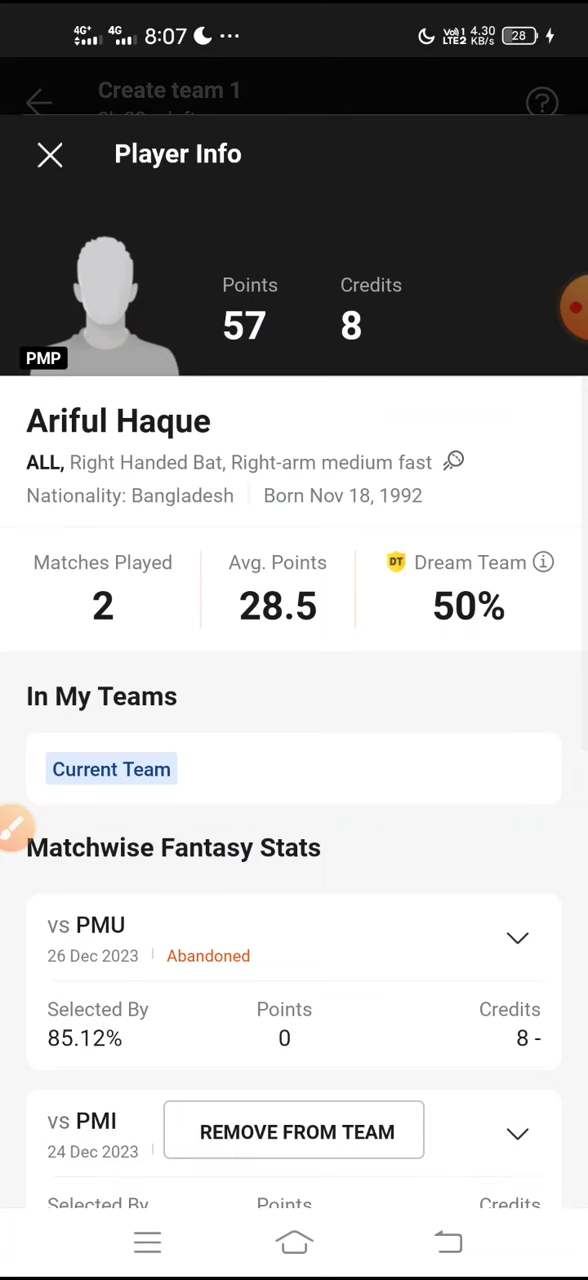 4G+ 4G 8:07 ... Vo)) 1 LTE2 4.30 KB/s 28
Create team 1
Player Info
Points Credits
57 8
PMP
Ariful Haque
ALL, Right Handed Bat, Right-arm medium fast
Nationality: Bangladesh Born Nov 18, 1992
Matches Played Avg. Points DT Dream Team
2 28.5 50%
In My Teams
Current Team
Matchwise Fantasy Stats
vs PMU
26 Dec 2023 Abandoned
Selected By Points Credits
85.12% 0 8 -
vs PMI
24 Dec 2023
REMOVE FROM TEAM
Selected By Points Credits